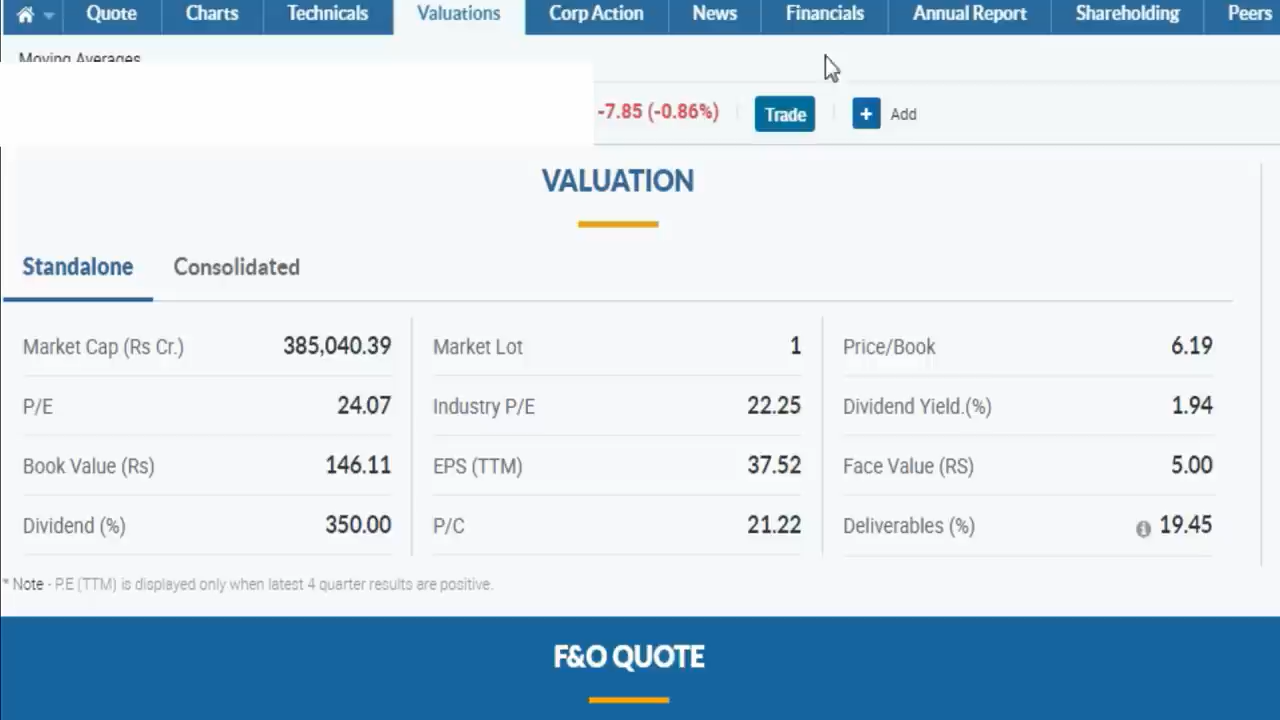 Quote Charts Technicals Valuations Corp Action News Financials Annual Report Shareholding Peers
Moving Averages
-7.85 (-0.86%) Trade + Add
VALUATION
Standalone Consolidated
Market Cap (Rs Cr.) 385,040.39 Market Lot 1 Price/Book 6.19
P/E 24.07 Industry P/E 22.25 Dividend Yield.(%) 1.94
Book Value (Rs) 146.11 EPS (TTM) 37.52 Face Value (RS) 5.00
Dividend (%) 350.00 P/C 21.22 Deliverables (%) 19.45
* Note - P.E (TTM) is displayed only when latest 4 quarter results are positive.
F&O QUOTE